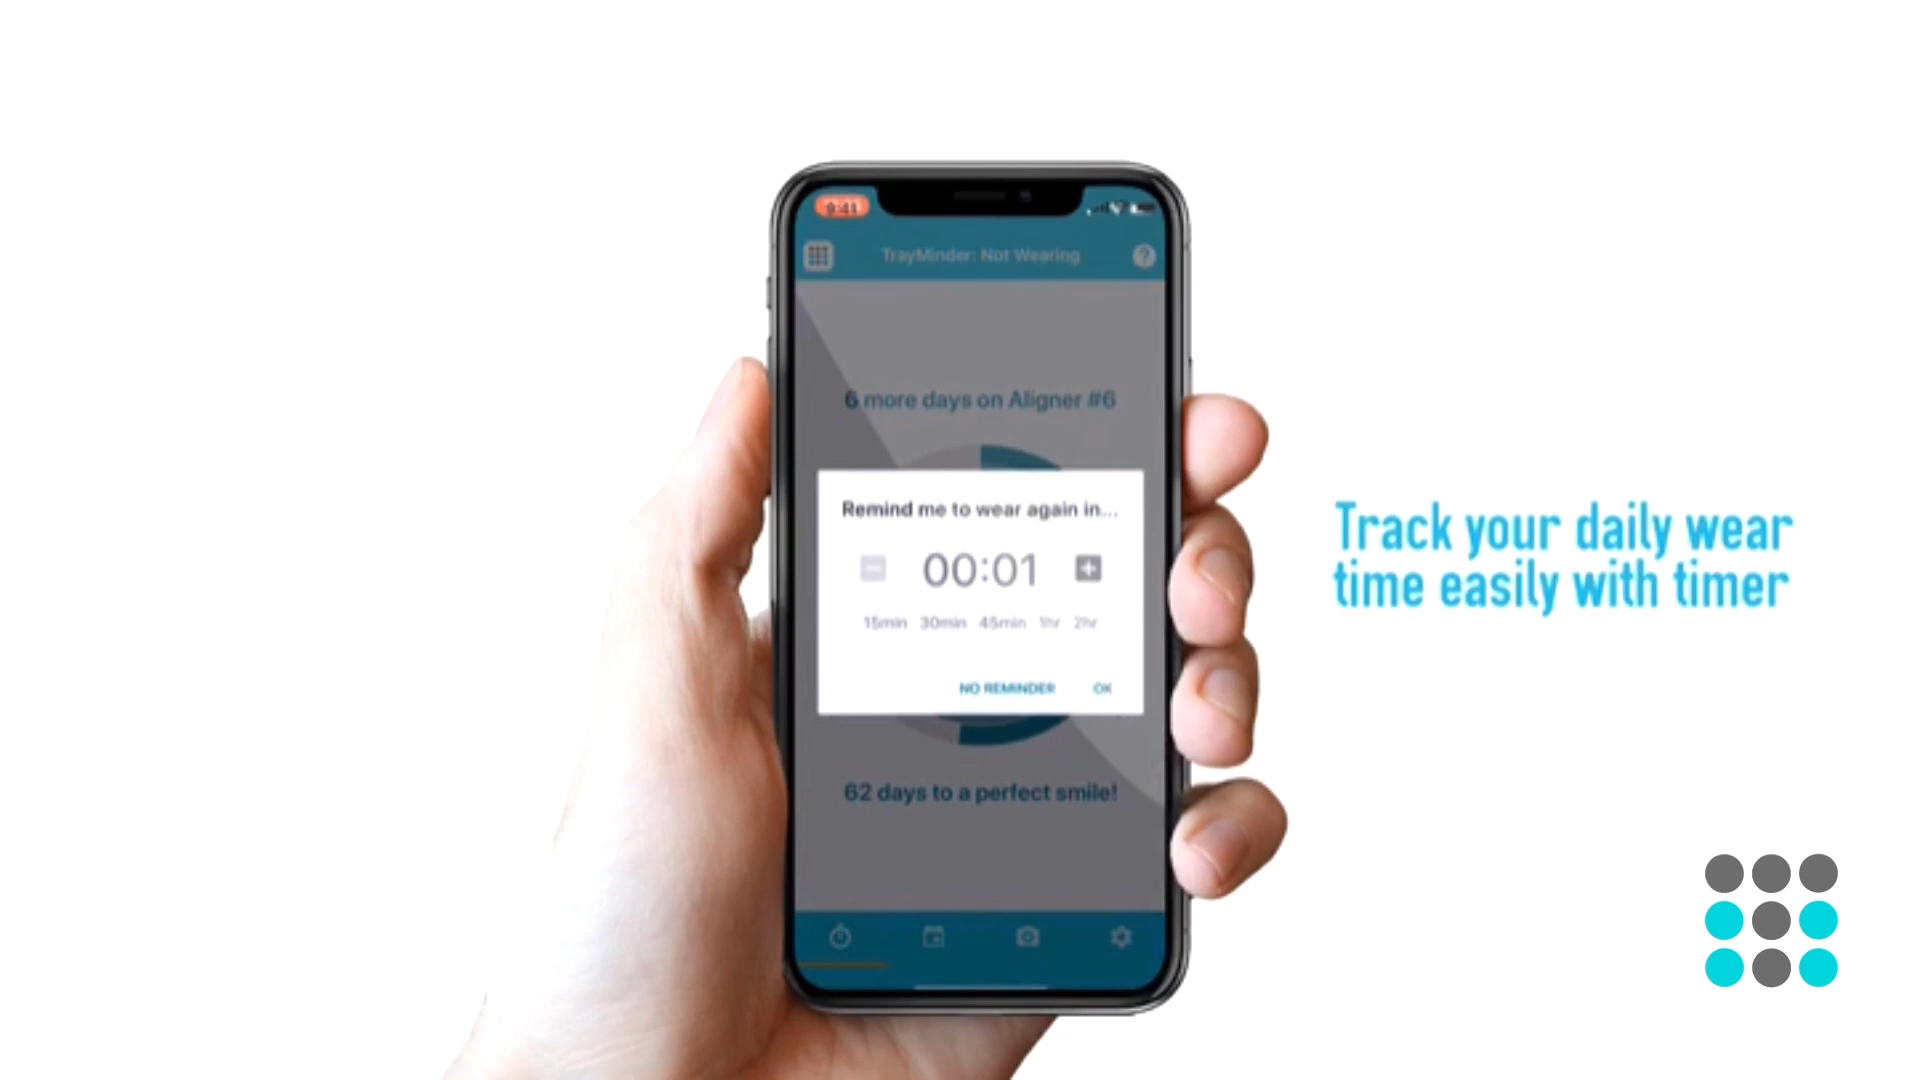 9:41
TrayMinder: Not Wearing
6 more days on Aligner #6
Remind me to wear again in...
00:01
15min 30min 45min 1hr 2hr
NO REMINDER OK
62 days to a perfect smile!
Track your daily wear
time easily with timer